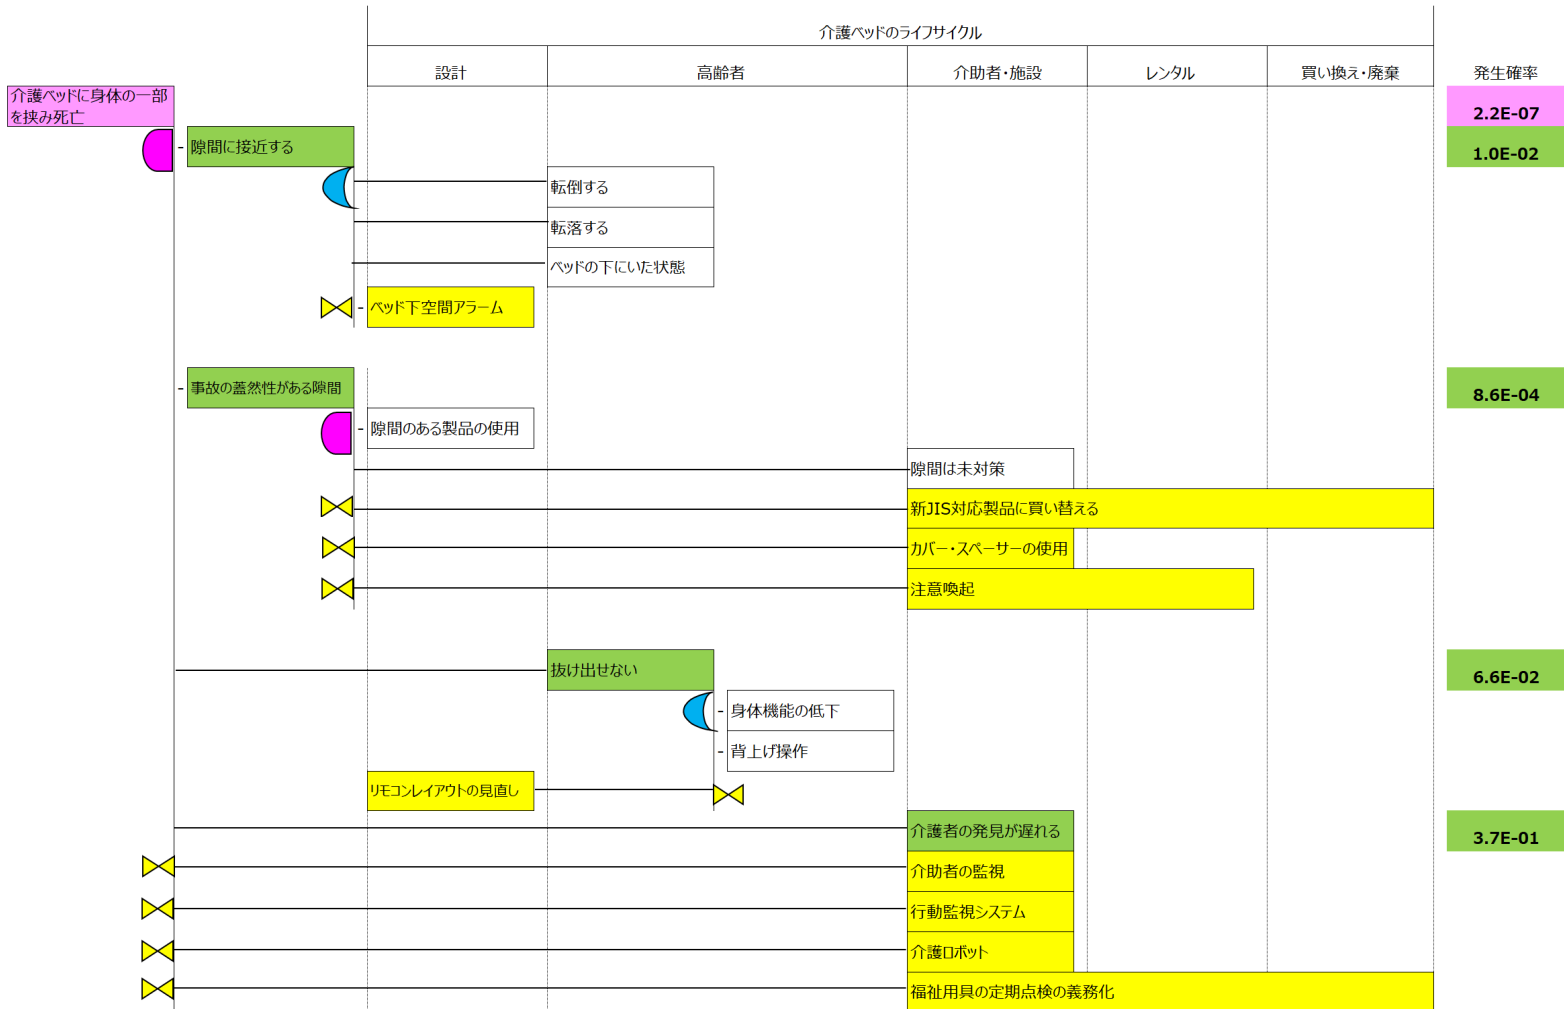 介護ベッドのライフサイクル
設計
高齢者
介助者・施設
レンタル
買い換え・廃棄
発生確率
介護ベッドに身体の一部
を挟み死亡
2.2E-07
- 隙間に接近する
1.0E-02
転倒する
転落する
ベッドの下にいた状態
- ベッド下空間アラーム
- 事故の蓋然性がある隙間
8.6E-04
- 隙間のある製品の使用
隙間は未対策
新JIS対応製品に買い替える
カバー・スペーサーの使用
注意喚起
抜け出せない
6.6E-02
- 身体機能の低下
- 背上げ操作
リモコンレイアウトの見直し
介護者の発見が遅れる
3.7E-01
介助者の監視
行動監視システム
介護ロボット
福祉用具の定期点検の義務化